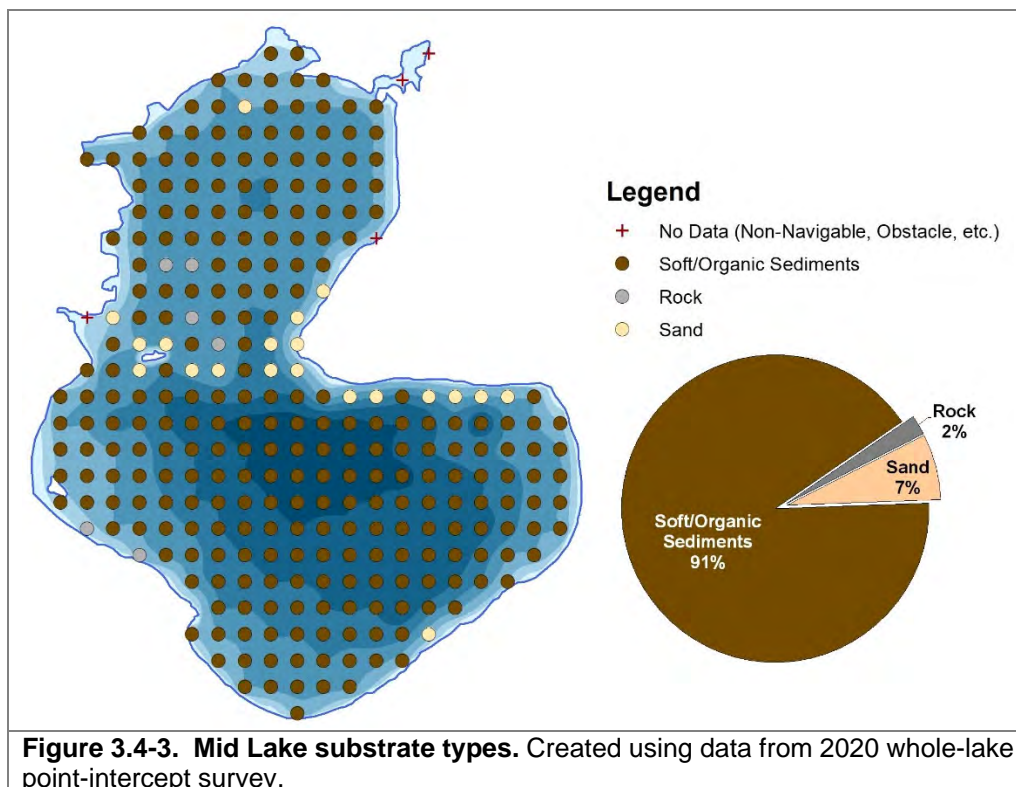 Legend
No Data (Non-Navigable, Obstacle, etc.)
Soft/Organic Sediments
Rock
Sand
Rock
2%
Sand
7%
Soft/Organic
Sediments
91%
Figure 3.4-3. Mid Lake substrate types. Created using data from 2020 whole-lake
point-intercept survey.